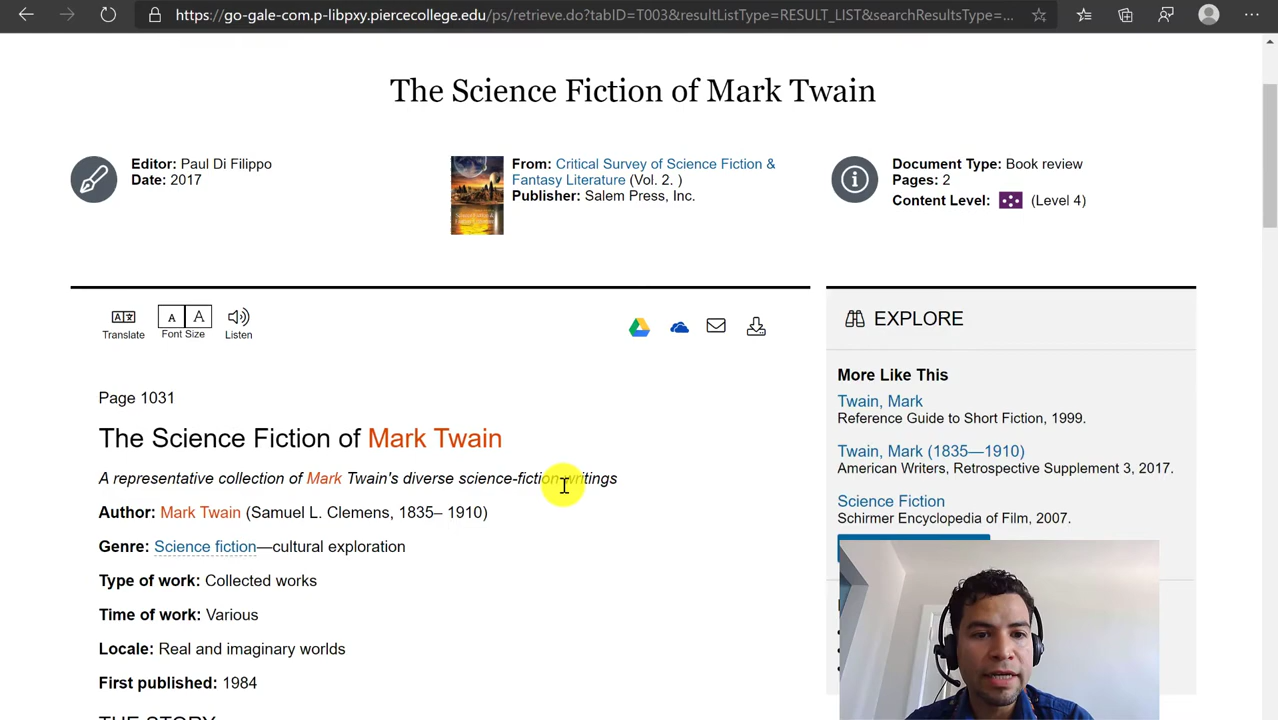 https://go-gale-com.p-libpxy.piercecollege.edu/ps/retrieve.do?tabID=T003&resultListType=RESULT_LIST&searchResultsType=...
The Science Fiction of Mark Twain
Editor: Paul Di Filippo
Date: 2017
From: Critical Survey of Science Fiction &
Fantasy Literature (Vol. 2. )
Publisher: Salem Press, Inc.
Document Type: Book review
Pages: 2
Content Level: (Level 4)
Translate
A A
Font Size
Listen
EXPLORE
More Like This
Twain, Mark
Reference Guide to Short Fiction, 1999.
Twain, Mark (1835—1910)
American Writers, Retrospective Supplement 3, 2017.
Science Fiction
Schirmer Encyclopedia of Film, 2007.
Page 1031
The Science Fiction of Mark Twain
A representative collection of Mark Twain's diverse science-fiction writings
Author: Mark Twain (Samuel L. Clemens, 1835– 1910)
Genre: Science fiction—cultural exploration
Type of work: Collected works
Time of work: Various
Locale: Real and imaginary worlds
First published: 1984
THE STORY